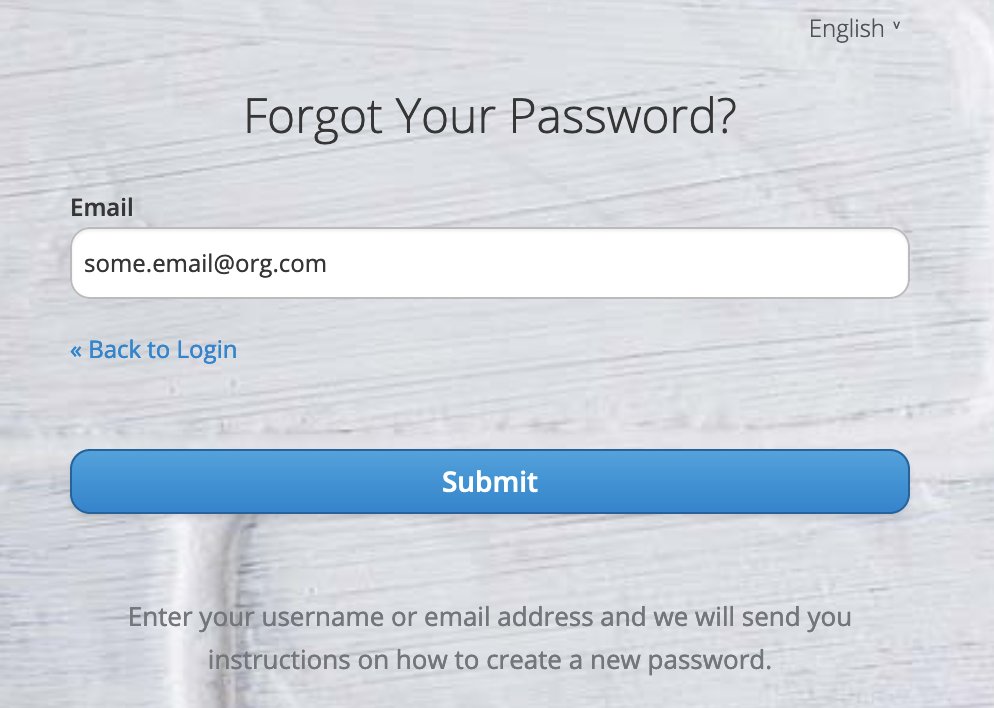 English ˅
Forgot Your Password?
Email
some.email@org.com
« Back to Login
Submit
Enter your username or email address and we will send you
instructions on how to create a new password.